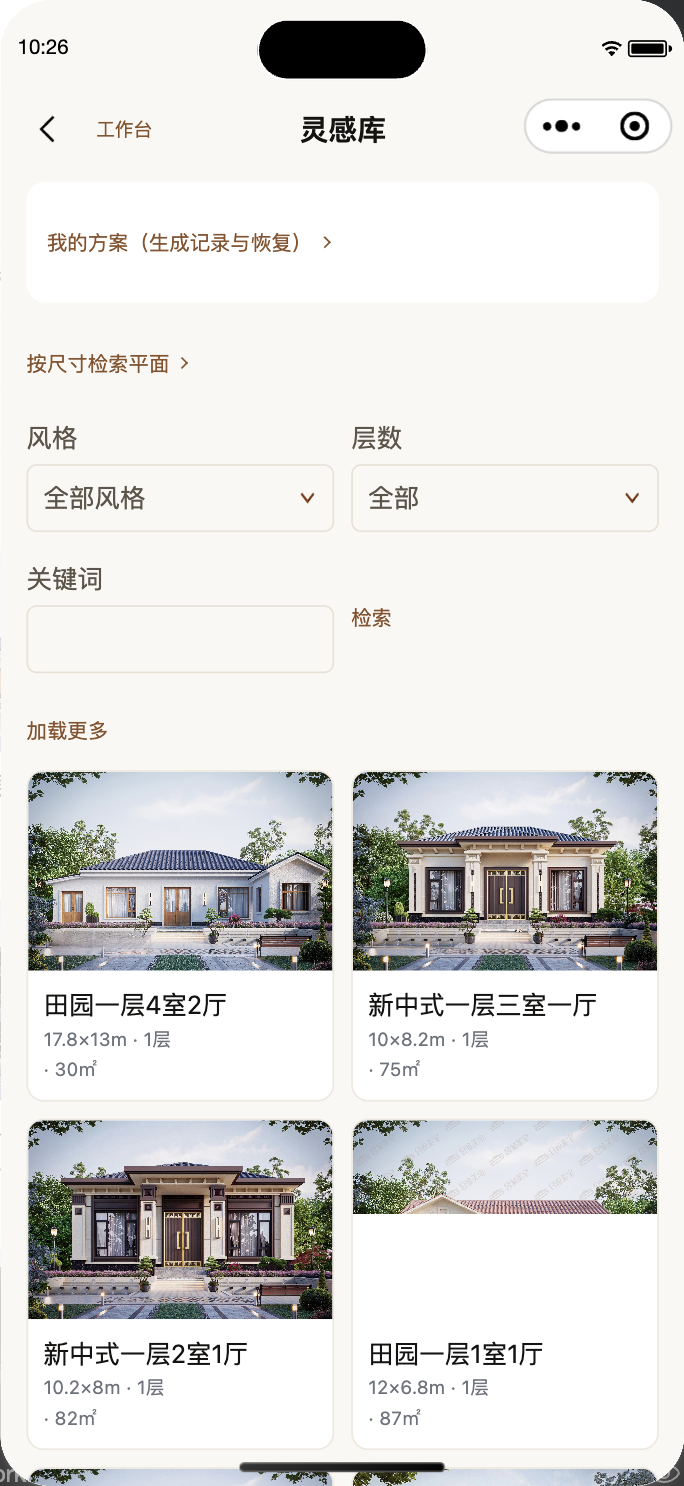 10:26
工作台
灵感库
我的方案（生成记录与恢复）
按尺寸检索平面
风格
层数
全部风格
全部
关键词
检索
加载更多
田园一层4室2厅
17.8×13m · 1层
· 30㎡
新中式一层三室一厅
10×8.2m · 1层
· 75㎡
新中式一层2室1厅
10.2×8m · 1层
· 82㎡
田园一层1室1厅
12×6.8m · 1层
· 87㎡